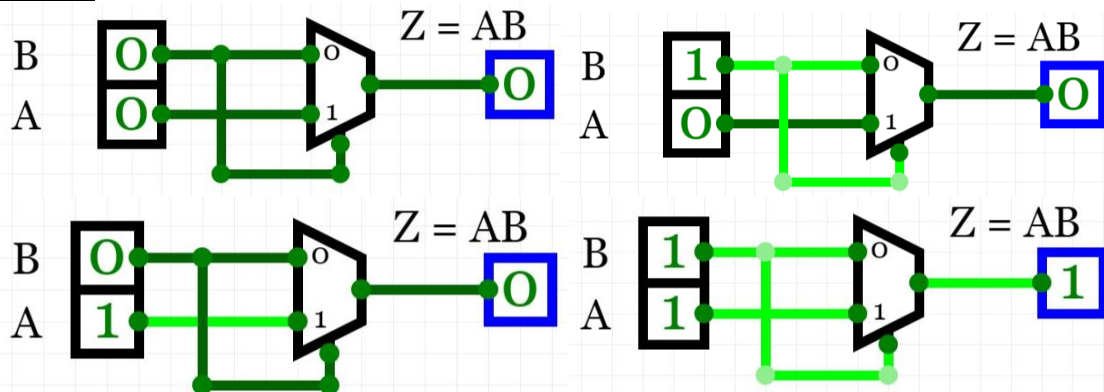 Z = AB
B 0 0 0
A 0 1
Z = AB
B 1 0 0
A 0 1
Z = AB
B 0 0 0
A 1 1
Z = AB
B 1 0 1
A 1 1